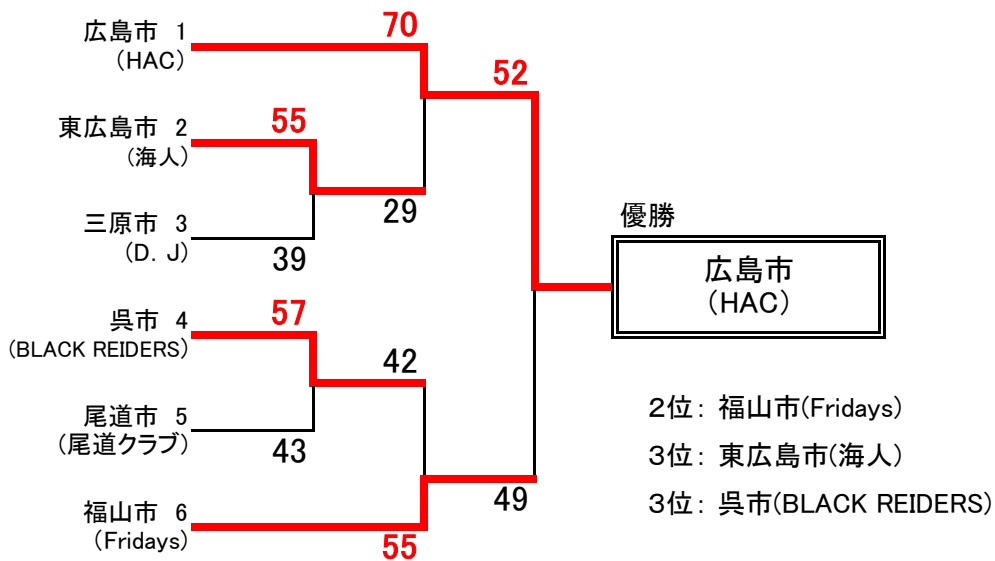 広島市 1
(HAC)
70
52
東広島市 2
(海人)
55
29
三原市 3
(D. J)
39
優勝
広島市
(HAC)
呉市 4
(BLACK REIDERS)
57
42
尾道市 5
(尾道クラブ)
43
49
福山市 6
(Fridays)
55
2位: 福山市(Fridays)
3位: 東広島市(海人)
3位: 呉市(BLACK REIDERS)